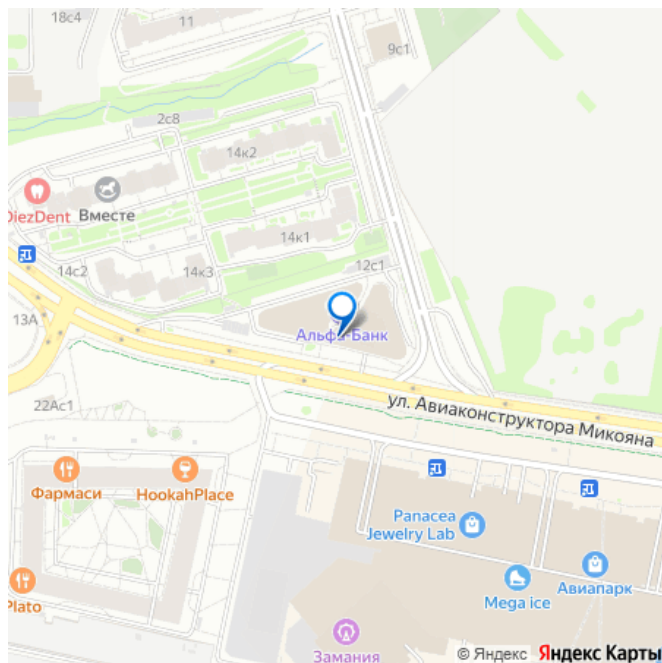 18с4
11
9с1
2с8
14к2
DiezDent
Вместе
14к1
14с2
14к3
12с1
13А
Альфа-Банк
ул. Авиаконструктора Микояна
22Ас1
Фармаси
HookahPlace
Panacea
Jewelry Lab
Plato
Mega ice
Авиапарк
Замания
© Яндекс Яндекс Карты